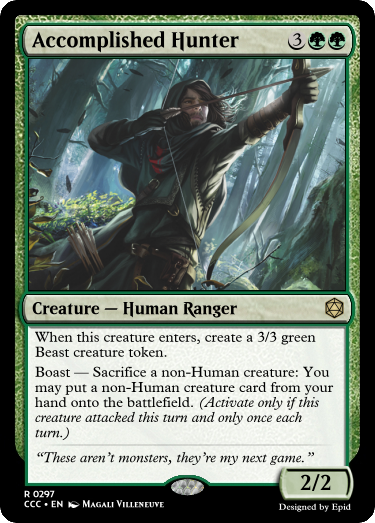 Accomplished Hunter 3
Creature — Human Ranger
When this creature enters, create a 3/3 green
Beast creature token.
Boast — Sacrifice a non-Human creature: You
may put a non-Human creature card from your
hand onto the battlefield. (Activate only if this
creature attacked this turn and only once each
turn.)
“These aren’t monsters, they’re my next game.”
2/2
R 0297
CCC • EN Magali Villeneuve
Designed by Epid